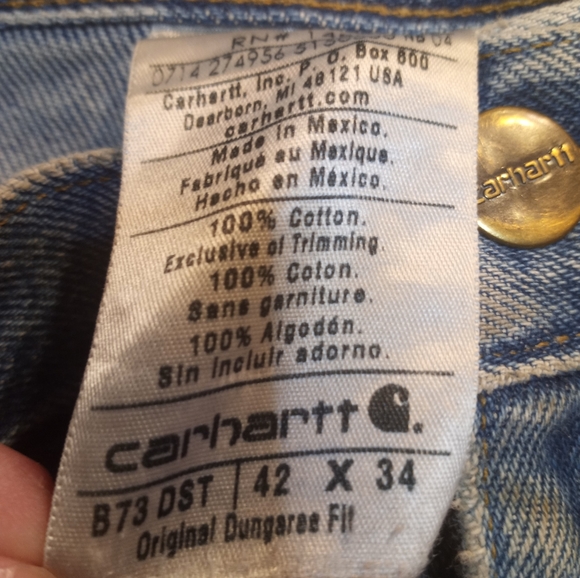 RN#
0714 274956
Carhartt, Inc. P. O. Box 600
Dearborn, MI 48121 USA
carhartt.com
Made in Mexico.
Fabriqué au Mexique.
Hecho en México.
100% Cotton.
Exclusive of Trimming.
100% Coton.
Sans garniture.
100% Algodón.
Sin incluir adorno.
carhartt
B73 DST 42 X 34
Original Dungaree Fit
carhartt